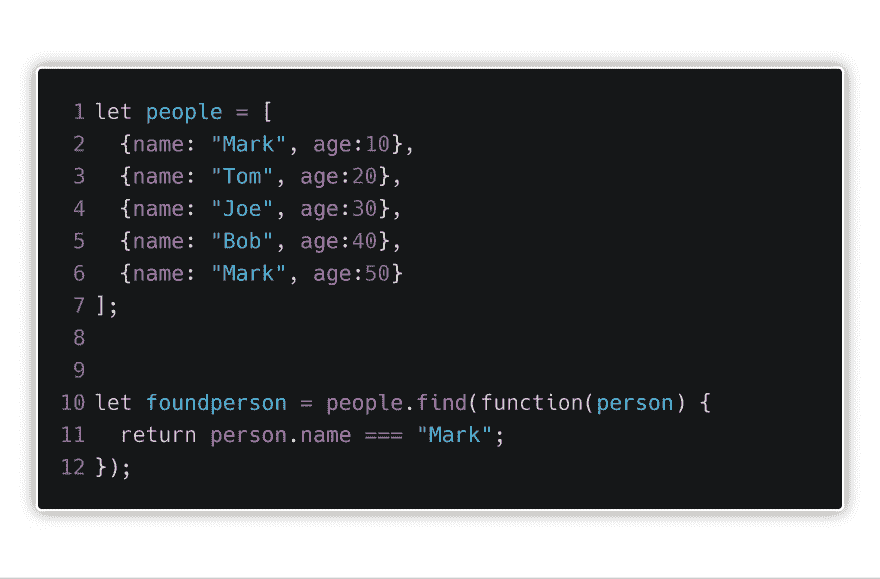 1 let people = [
2   {name: "Mark", age:10},
3   {name: "Tom", age:20},
4   {name: "Joe", age:30},
5   {name: "Bob", age:40},
6   {name: "Mark", age:50}
7 ];
8
9
10 let foundperson = people.find(function(person) {
11   return person.name === "Mark";
12 });